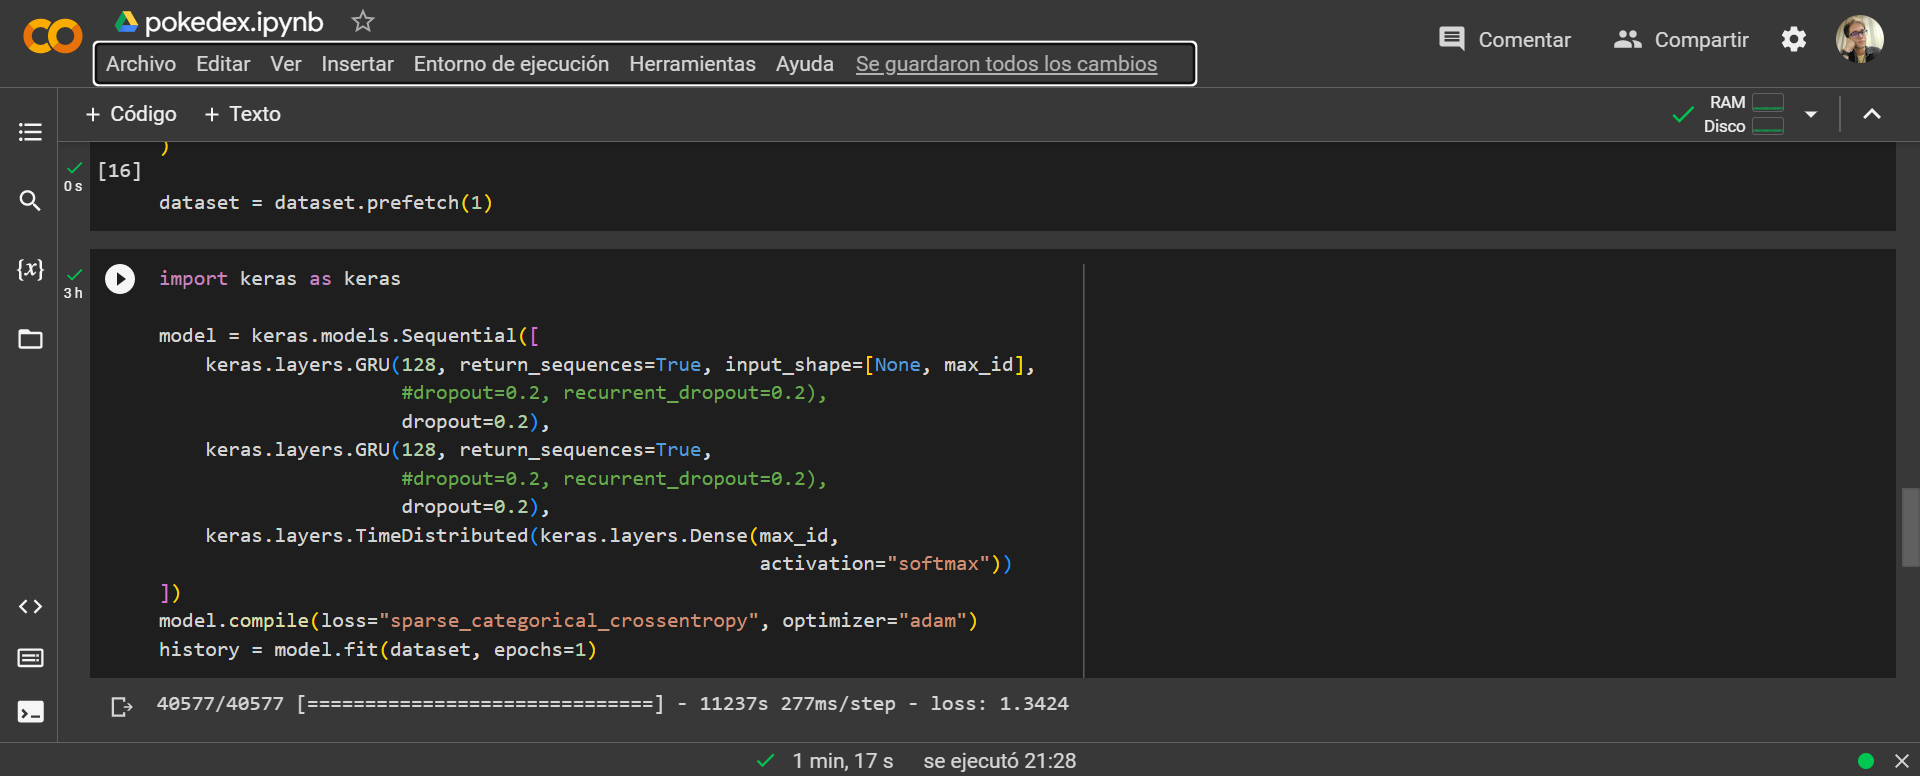 pokedex.ipynb
Archivo Editar Ver Insertar Entorno de ejecución Herramientas Ayuda Se guardaron todos los cambios
Comentar Compartir
+ Código + Texto
RAM
Disco
)
[16]
0 s
dataset = dataset.prefetch(1)
3 h
import keras as keras
model = keras.models.Sequential([
keras.layers.GRU(128, return_sequences=True, input_shape=[None, max_id],
#dropout=0.2, recurrent_dropout=0.2),
dropout=0.2),
keras.layers.GRU(128, return_sequences=True,
#dropout=0.2, recurrent_dropout=0.2),
dropout=0.2),
keras.layers.TimeDistributed(keras.layers.Dense(max_id,
activation="softmax"))
])
model.compile(loss="sparse_categorical_crossentropy", optimizer="adam")
history = model.fit(dataset, epochs=1)
40577/40577 [==============================] - 11237s 277ms/step - loss: 1.3424
1 min, 17 s se ejecutó 21:28